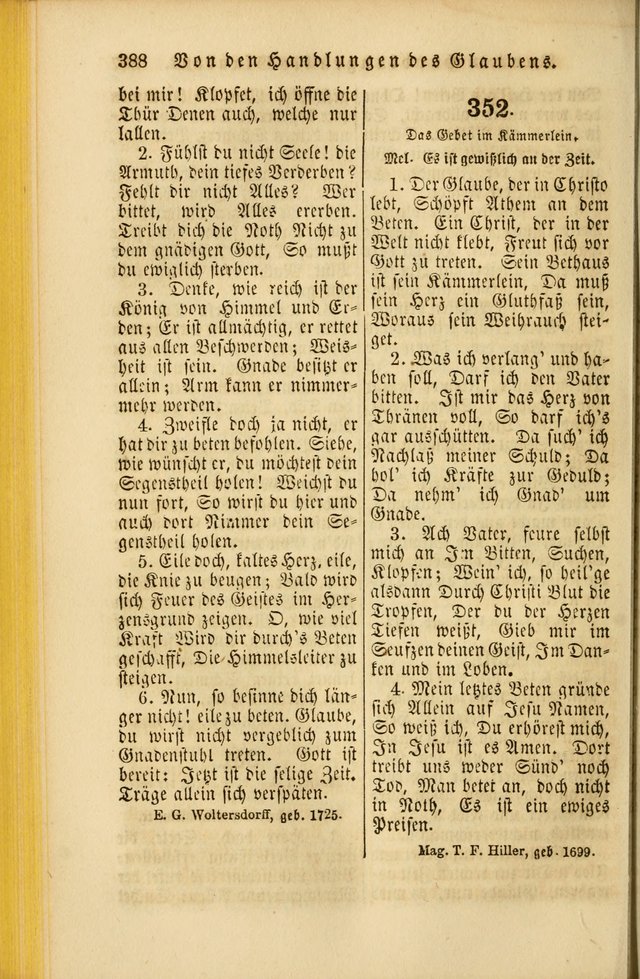 388 Von den Handlungen des Glaubens.
bei mir! Klopfet, ich öffne die
Thür Denen auch, welche nur
lallen.
2. Fühlst du nicht Seele! die
Armuth, dein tiefes Verderben?
Fehlt dir nicht Alles? Wer
bittet, wird Alles ererben.
Treibt dich die Noth Nicht zu
dem gnädigen Gott, So mußt
du ewiglich sterben.
3. Denke, wie reich ist der
König von Himmel und Er-
den; Er ist allmächtig, er rettet
aus allen Beschwerden; Weis-
heit ist sein. Gnade besitzt er
allein; Arm kann er nimmer-
mehr werden.
4. Zweifle doch ja nicht, er
hat dir zu beten befohlen. Siehe,
wie wünscht er, du möchtest dein
Segenstheil holen! Weichst du
nun fort, So wirst du hier und
auch dort Nimmer dein Se-
genstheil holen.
5. Eile doch, kaltes Herz, eile,
die Knie zu beugen; Bald wird
sich Feuer des Geistes im Her-
zensgrund zeigen. O, wie viel
Kraft Wird dir durch's Beten
geschafft, Die Himmelsleiter zu
steigen.
6. Nun, so besinne dich län-
ger nicht! eile zu beten. Glaube,
du wirst nicht vergeblich zum
Gnadenstuhl treten. Gott ist
bereit: Jetzt ist die selige Zeit.
Träge allein sich verspäten.
E. G. Woltersdorff, geb. 1725.
352.
Das Gebet im Kämmerlein.
Mel. Es ist gewißlich an der Zeit.
1. Der Glaube, der in Christo
lebt, Schöpft Athem an dem
Beten. Ein Christ, der in der
Welt nicht klebt, Freut sich vor
Gott zu treten. Sein Bethaus
ist sein Kämmerlein, Da muß
sein Herz ein Gluthfaß sein,
Woraus sein Weihrauch stei-
get.
2. Was ich verlang' und ha-
ben soll, Darf ich den Vater
bitten. Ist mir das Herz von
Thränen voll, So darf ich's
gar ausschütten. Da such' ich
Nachlaß meiner Schuld; Da
hol' ich Kräfte zur Geduld;
Da nehm' ich Gnad' um
Gnade.
3. Ach Vater, feure selbst
mich an In Bitten, Suchen,
Klopfen; Wein' ich, so heil'ge
alsdann Durch Christi Blut die
Tropfen, Der du der Herzen
Tiefen weißt, Gieb mir im
Seufzen deinen Geist, Im Dan-
ken und im Loben.
4. Mein letztes Beten gründe
sich Allein auf Jesu Namen,
So weiß ich, Du erhörest mich,
In Jesu ist es Amen. Dort
treibt uns weder Sünd' noch
Tod, Man betet an, doch nicht
in Noth, Es ist ein ewiges
Preisen.
Mag. T. F. Hiller, geb. 1699.